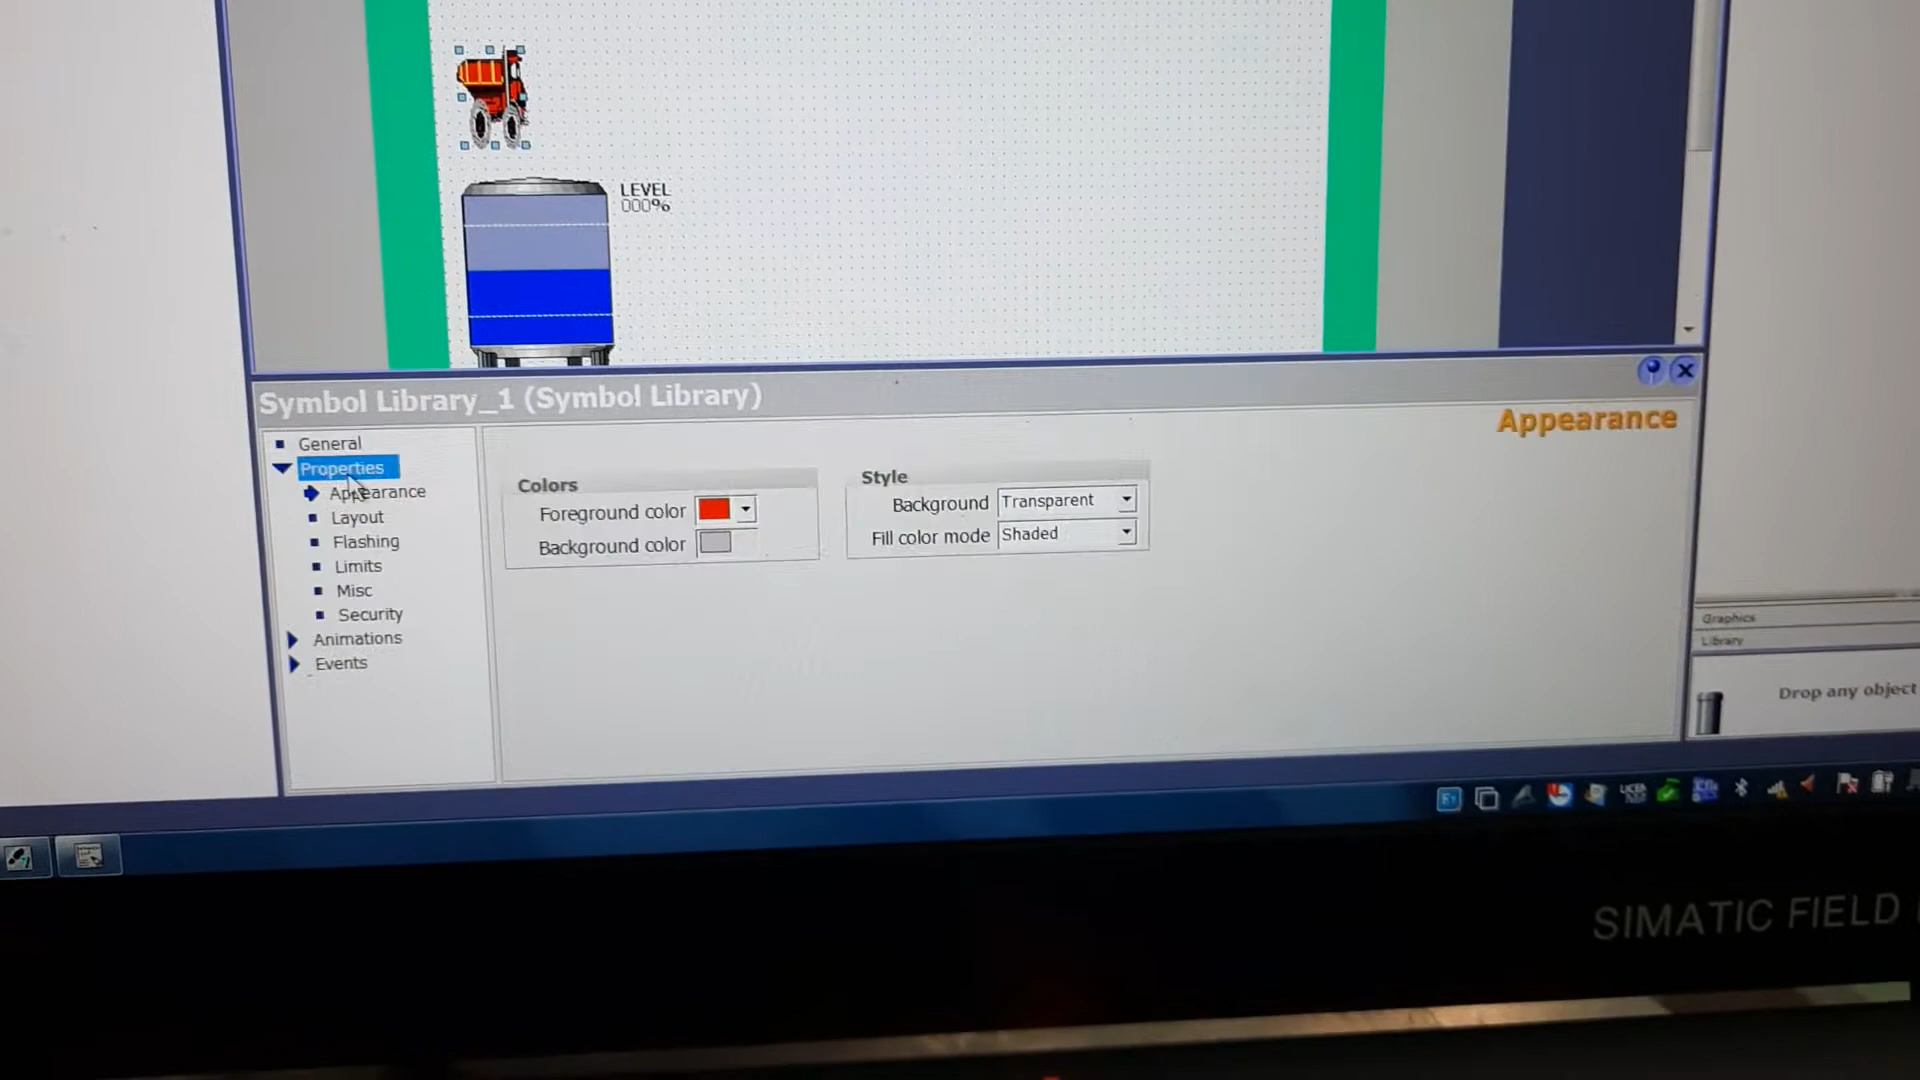 LEVEL
000%
Symbol Library_1 (Symbol Library)
Appearance
General
Properties
Appearance
Layout
Flashing
Limits
Misc
Security
Animations
Events
Colors
Foreground color
Background color
Style
Background Transparent
Fill color mode Shaded
Graphics
Library
Drop any object
SIMATIC FIELD